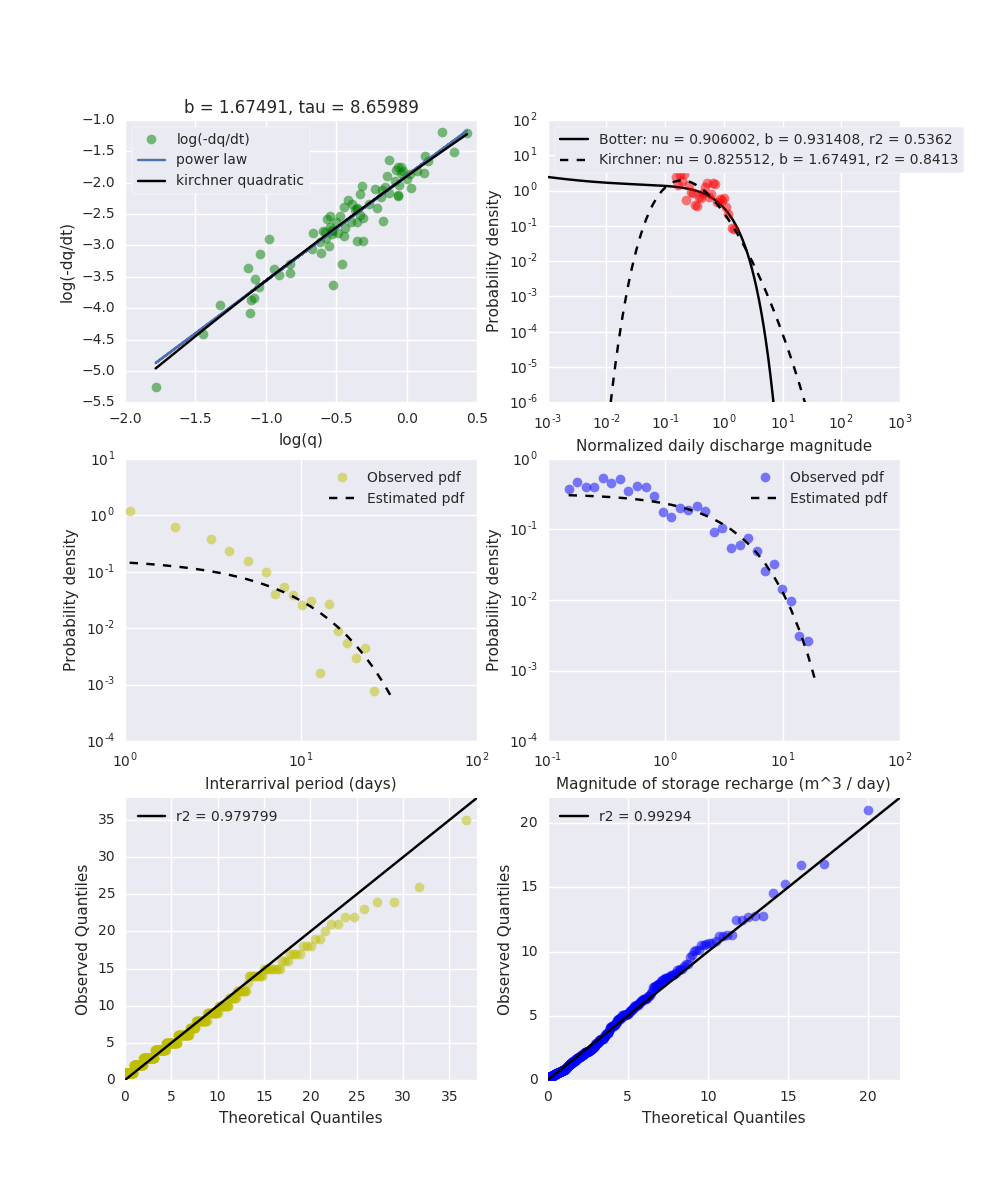 b = 1.67491, tau = 8.65989
log(-dq/dt)
power law
kirchner quadratic
−1.0
−1.5
−2.0
−2.5
−3.0
−3.5
−4.0
−4.5
−5.0
−5.5
log(-dq/dt)
−2.0 −1.5 −1.0 −0.5 0.0 0.5
log(q)
Botter: nu = 0.906002, b = 0.931408, r2 = 0.5362
Kirchner: nu = 0.825512, b = 1.67491, r2 = 0.8413
10^2
10^1
10^0
10^-1
10^-2
10^-3
10^-4
10^-5
10^-6
Probability density
10^-3 10^-2 10^-1 10^0 10^1 10^2 10^3
Normalized daily discharge magnitude
Observed pdf
Estimated pdf
10^1
10^0
10^-1
10^-2
10^-3
10^-4
Probability density
10^0 10^1 10^2
Interarrival period (days)
Observed pdf
Estimated pdf
10^0
10^-1
10^-2
10^-3
10^-4
Probability density
10^-1 10^0 10^1 10^2
Magnitude of storage recharge (m^3 / day)
r2 = 0.979799
35
30
25
20
15
10
5
0
Observed Quantiles
0 5 10 15 20 25 30 35
Theoretical Quantiles
r2 = 0.99294
20
15
10
5
0
Observed Quantiles
0 5 10 15 20
Theoretical Quantiles